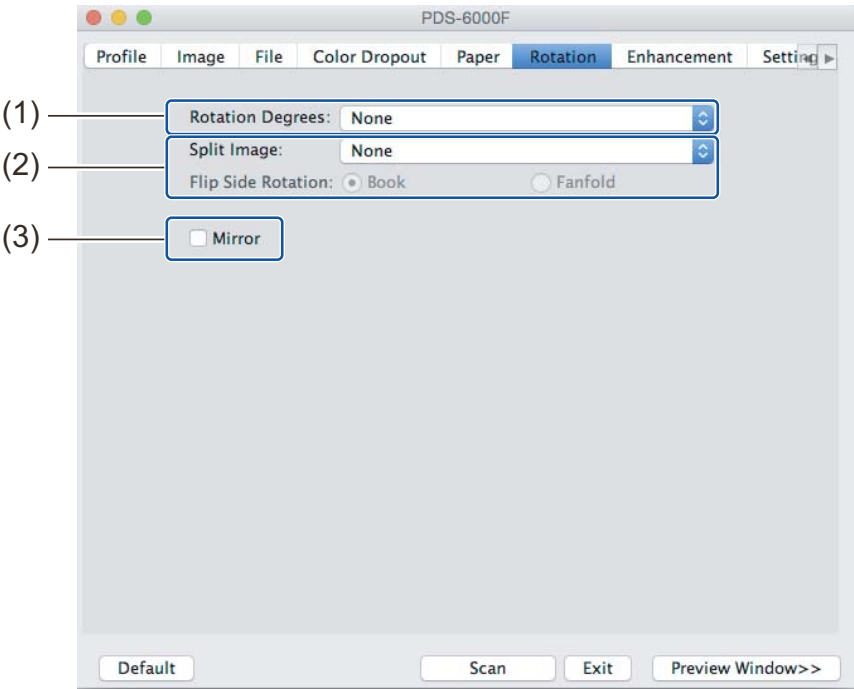 PDS-6000F
Profile Image File Color Dropout Paper Rotation Enhancement Setting
(1) Rotation Degrees: None
(2) Split Image: None
Flip Side Rotation: Book Fanfold
(3) Mirror
Default Scan Exit Preview Window>>